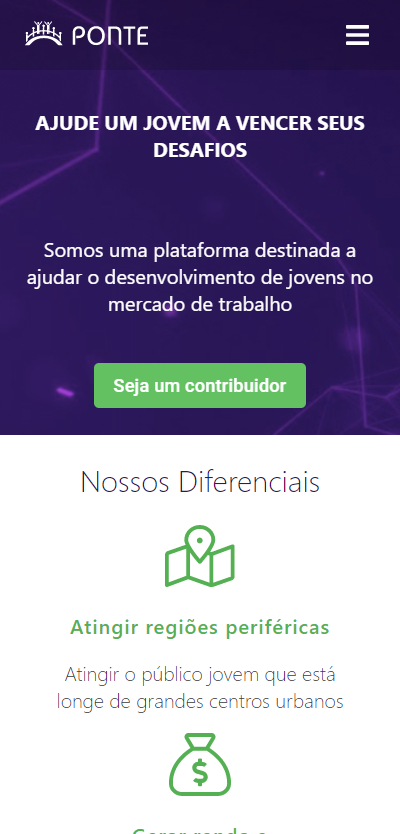 PONTE
AJUDE UM JOVEM A VENCER SEUS
DESAFIOS
Somos uma plataforma destinada a
ajudar o desenvolvimento de jovens no
mercado de trabalho
Seja um contribuidor
Nossos Diferenciais
Atingir regiões periféricas
Atingir o público jovem que está
longe de grandes centros urbanos
$